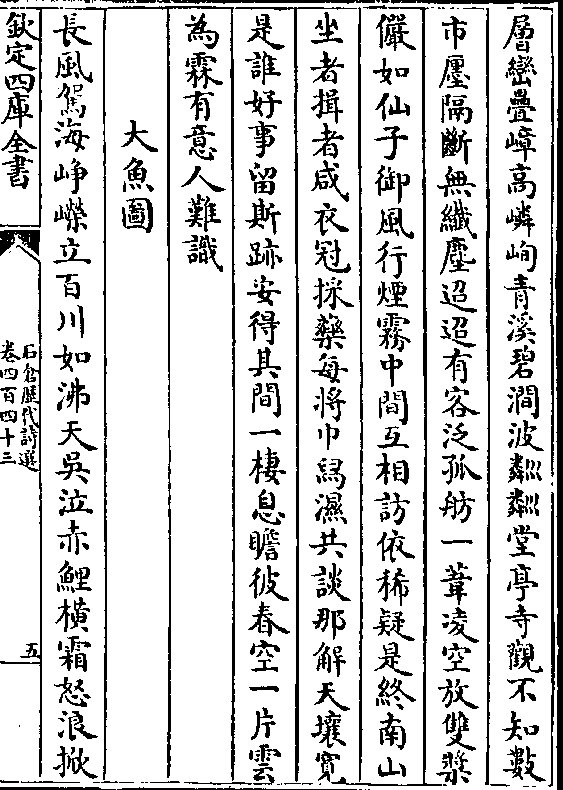 層巒疊嶂高嶙峋青溪碧澗波粼粼堂亭寺觀不知數
市廛隔斷無纖塵迢迢有客泛孤舫一葦凌空放雙槳
儼如仙子御風行煙霧中間互相訪依稀疑是終南山
坐者揖者咸衣冠採藥每將巾舄濕共談那解天壤寬
是誰好事留斯跡安得其間一棲息瞻彼春空一片雲
為霖有意人難識
大魚圖
長風駕海崢嶸立百川如沸天吳泣赤鯉橫霜怒浪掀
欽定四庫全書
石倉歷代詩選
卷四百四十三
五